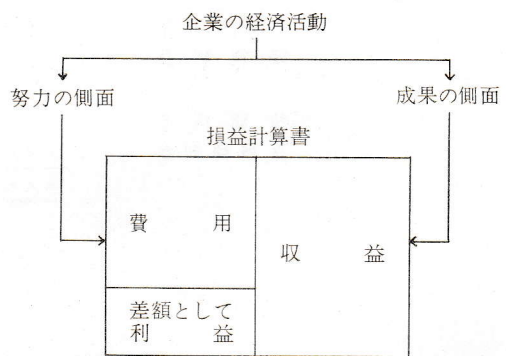 企業の経済活動
努力の側面
成果の側面
損益計算書
費用
収益
差額として
利益